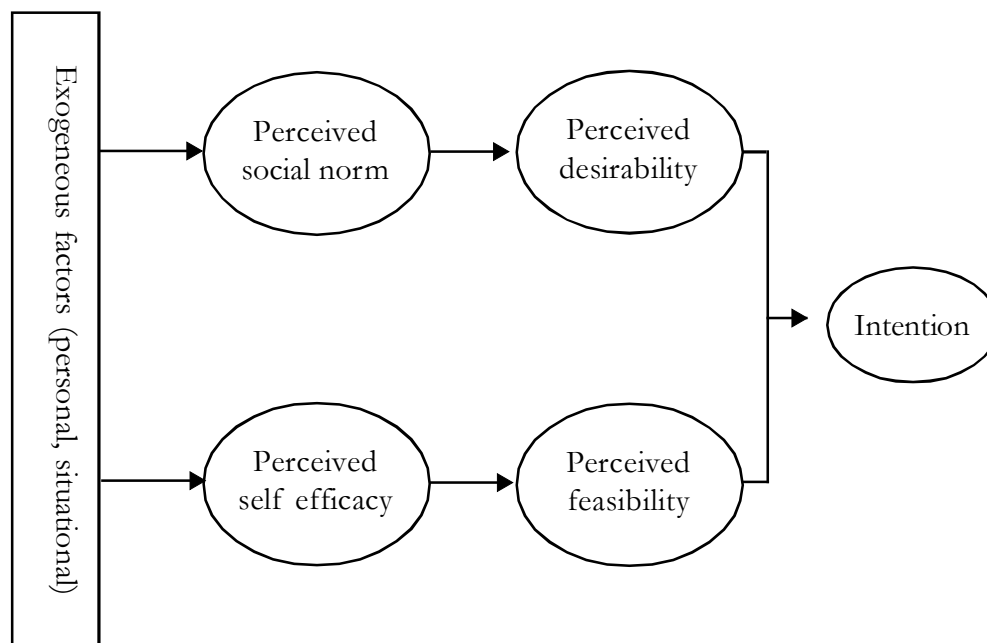 Exogeneous factors (personal, situational)
Perceived
social norm
Perceived
desirability
Intention
Perceived
self efficacy
Perceived
feasibility